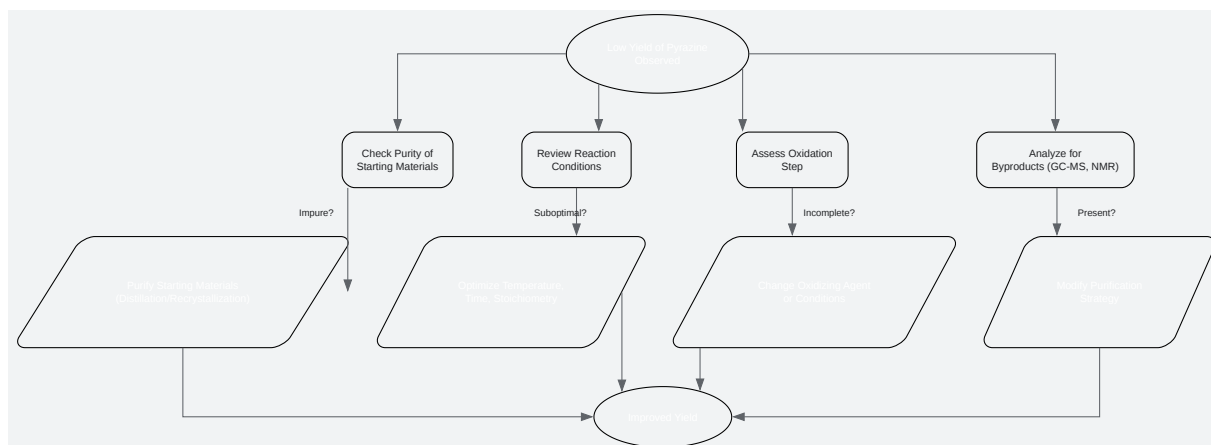 Low Yield of Pyrazine
Observed
Check Purity of
Starting Materials
Review Reaction
Conditions
Assess Oxidation
Step
Analyze for
Byproducts (GC-MS, NMR)
Impure?
Suboptimal?
Incomplete?
Present?
Purify Starting Materials
(Distillation/Recrystallization)
Optimize Temperature,
Time, Stoichiometry
Change Oxidizing Agent
or Conditions
Modify Purification
Strategy
Improved Yield